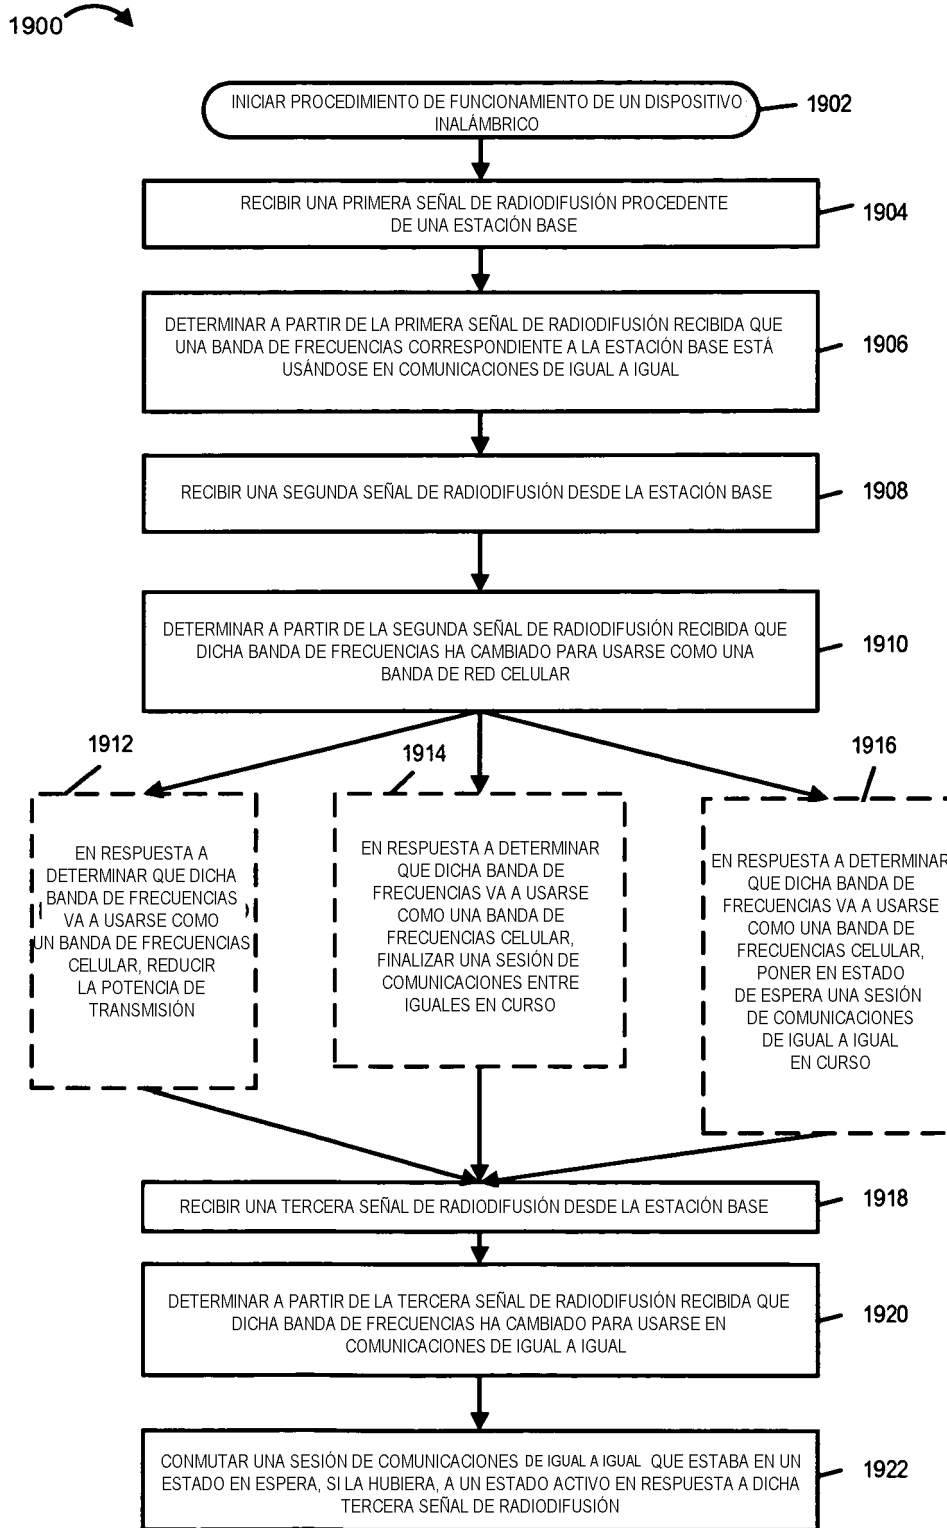 1900
INICIAR PROCEDIMIENTO DE FUNCIONAMIENTO DE UN DISPOSITIVO
INALÁMBRICO
1902
RECIBIR UNA PRIMERA SEÑAL DE RADIODIFUSIÓN PROCEDENTE
DE UNA ESTACIÓN BASE
1904
DETERMINAR A PARTIR DE LA PRIMERA SEÑAL DE RADIODIFUSIÓN RECIBIDA QUE
UNA BANDA DE FRECUENCIAS CORRESPONDIENTE A LA ESTACIÓN BASE ESTÁ
USÁNDOSE EN COMUNICACIONES DE IGUAL A IGUAL
1906
RECIBIR UNA SEGUNDA SEÑAL DE RADIODIFUSIÓN DESDE LA ESTACIÓN BASE
1908
DETERMINAR A PARTIR DE LA SEGUNDA SEÑAL DE RADIODIFUSIÓN RECIBIDA QUE
DICHA BANDA DE FRECUENCIAS HA CAMBIADO PARA USARSE COMO UNA
BANDA DE RED CELULAR
1910
1912
EN RESPUESTA A
DETERMINAR QUE DICHA
BANDA DE FRECUENCIAS
VA A USARSE COMO
UN BANDA DE FRECUENCIAS
CELULAR, REDUCIR
LA POTENCIA DE
TRANSMISIÓN
1914
EN RESPUESTA A DETERMINAR
QUE DICHA BANDA DE
FRECUENCIAS VA A USARSE
COMO UNA BANDA DE
FRECUENCIAS CELULAR,
FINALIZAR UNA SESIÓN DE
COMUNICACIONES ENTRE
IGUALES EN CURSO
1916
EN RESPUESTA A DETERMINAR
QUE DICHA BANDA DE
FRECUENCIAS VA A USARSE
COMO UNA BANDA DE
FRECUENCIAS CELULAR,
PONER EN ESTADO
DE ESPERA UNA SESIÓN
DE COMUNICACIONES
DE IGUAL A IGUAL
EN CURSO
RECIBIR UNA TERCERA SEÑAL DE RADIODIFUSIÓN DESDE LA ESTACIÓN BASE
1918
DETERMINAR A PARTIR DE LA TERCERA SEÑAL DE RADIODIFUSIÓN RECIBIDA QUE
DICHA BANDA DE FRECUENCIAS HA CAMBIADO PARA USARSE EN
COMUNICACIONES DE IGUAL A IGUAL
1920
CONMUTAR UNA SESIÓN DE COMUNICACIONES DE IGUAL A IGUAL QUE ESTABA EN UN
ESTADO EN ESPERA, SI LA HUBIERA, A UN ESTADO ACTIVO EN RESPUESTA A DICHA
TERCERA SEÑAL DE RADIODIFUSIÓN
1922